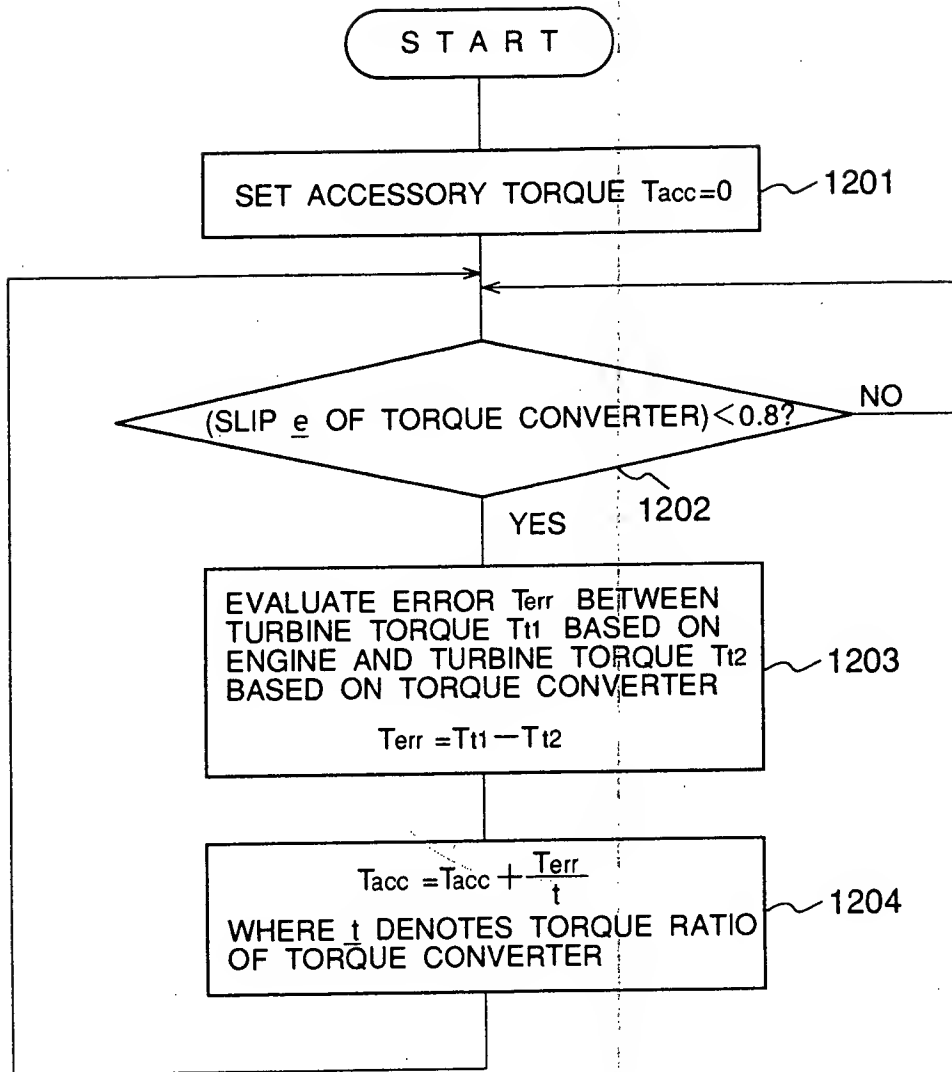 START
SET ACCESSORY TORQUE Tacc=0
1201
(SLIP e OF TORQUE CONVERTER)<0.8?
NO
1202
YES
EVALUATE ERROR Terr BETWEEN
TURBINE TORQUE Tt1 BASED ON
ENGINE AND TURBINE TORQUE Tt2
BASED ON TORQUE CONVERTER
Terr=Tt1-Tt2
1203
Tacc=Tacc+Terr/t
WHERE t DENOTES TORQUE RATIO
OF TORQUE CONVERTER
1204